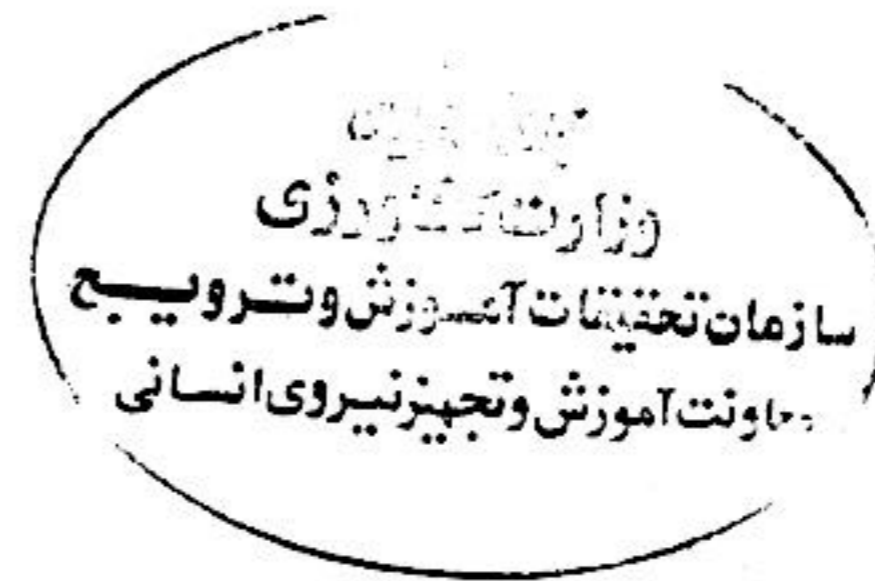 وزارت کشاورزی
سازمان تحقیقات آموزش و ترویج
معاونت آموزش و تجهیز نیروی انسانی